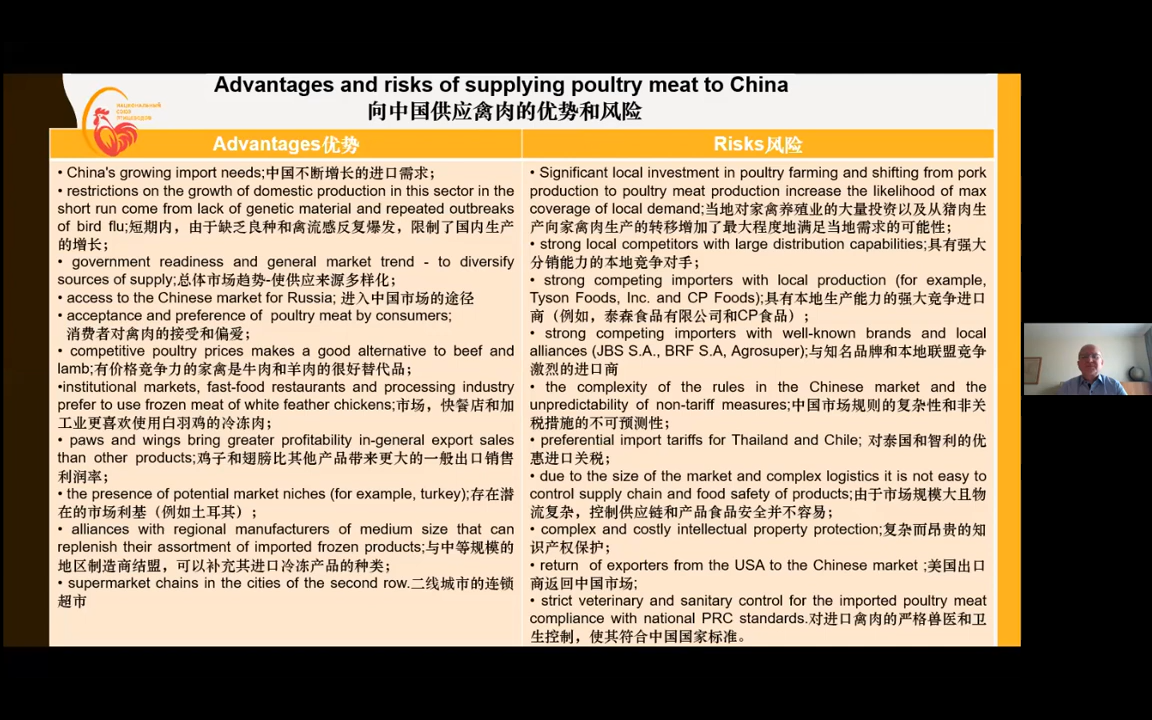 Advantages and risks of supplying poultry meat to China
向中国供应禽肉的优势和风险
НАЦИОНАЛЬНЫЙ
СОЮЗ
ПТИЦЕВОДОВ
Advantages优势
• China's growing import needs;中国不断增长的进口需求；
• restrictions on the growth of domestic production in this sector in the
short run come from lack of genetic material and repeated outbreaks
of bird flu;短期内，由于缺乏良种和禽流感反复爆发，限制了国内生产
的增长；
• government readiness and general market trend - to diversify
sources of supply;总体市场趋势-使供应来源多样化；
• access to the Chinese market for Russia; 进入中国市场的途径
• acceptance and preference of poultry meat by consumers;
消费者对禽肉的接受和偏爱；
• competitive poultry prices makes a good alternative to beef and
lamb;有价格竞争力的家禽是牛肉和羊肉的很好替代品；
•institutional markets, fast-food restaurants and processing industry
prefer to use frozen meat of white feather chickens;市场，快餐店和加
工业更喜欢使用白羽鸡的冷冻肉；
• paws and wings bring greater profitability in-general export sales
than other products;鸡子和翅膀比其他产品带来更大的一般出口销售
利润率；
• the presence of potential market niches (for example, turkey);存在潜
在的市场利基（例如土耳其）；
• alliances with regional manufacturers of medium size that can
replenish their assortment of imported frozen products;与中等规模的
地区制造商结盟，可以补充其进口冷冻产品的种类；
• supermarket chains in the cities of the second row.二线城市的连锁
超市
Risks风险
• Significant local investment in poultry farming and shifting from pork
production to poultry meat production increase the likelihood of max
coverage of local demand;当地对家禽养殖业的大量投资以及从猪肉生
产向家禽肉生产的转移增加了最大程度地满足当地需求的可能性；
• strong local competitors with large distribution capabilities;具有强大
分销能力的本地竞争对手；
• strong competing importers with local production (for example,
Tyson Foods, Inc. and CP Foods);具有本地生产能力的强大竞争进口
商（例如，泰森食品有限公司和CP食品）；
• strong competing importers with well-known brands and local
alliances (JBS S.A., BRF S.A, Agrosuper);与知名品牌和本地联盟竞争
激烈的进口商
• the complexity of the rules in the Chinese market and the
unpredictability of non-tariff measures;中国市场规则的复杂性和非关
税措施的不可预测性；
• preferential import tariffs for Thailand and Chile; 对泰国和智利的优
惠进口关税；
• due to the size of the market and complex logistics it is not easy to
control supply chain and food safety of products;由于市场规模大且物
流复杂，控制供应链和产品食品安全并不容易；
• complex and costly intellectual property protection;复杂而昂贵的知
识产权保护；
• return of exporters from the USA to the Chinese market ;美国出口
商返回中国市场;
• strict veterinary and sanitary control for the imported poultry meat
compliance with national PRC standards.对进口禽肉的严格兽医和卫
生控制，使其符合中国国家标准。